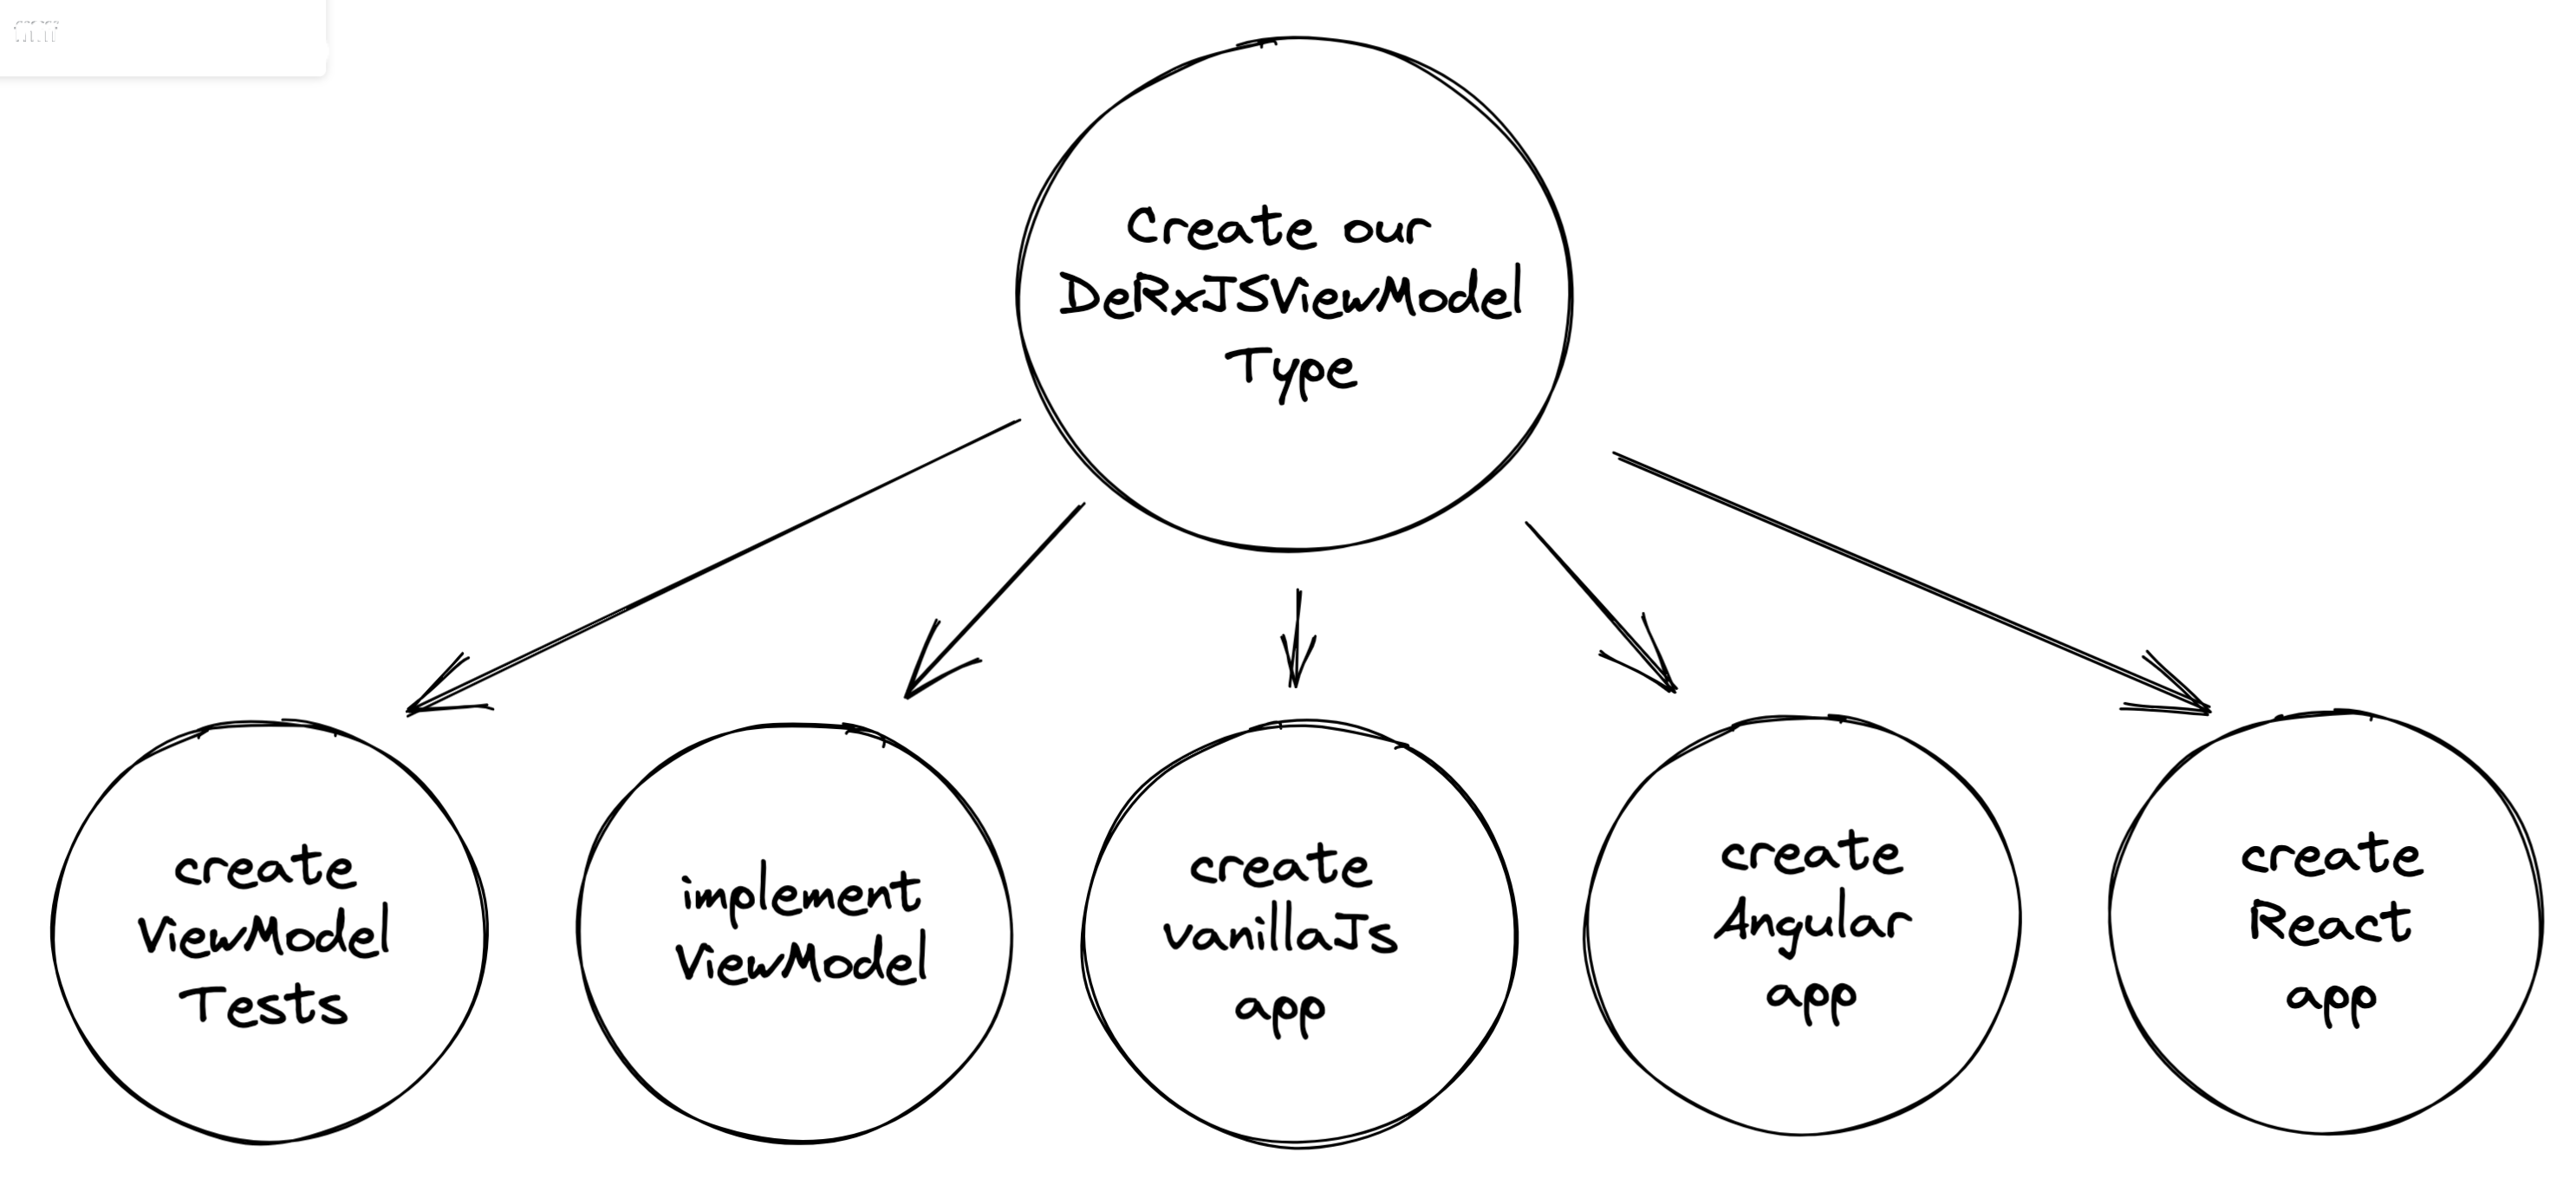 Create our
DeRxJSViewModel
Type
create
ViewModel
Tests
implement
ViewModel
create
vanillaJs
app
create
Angular
app
create
React
app